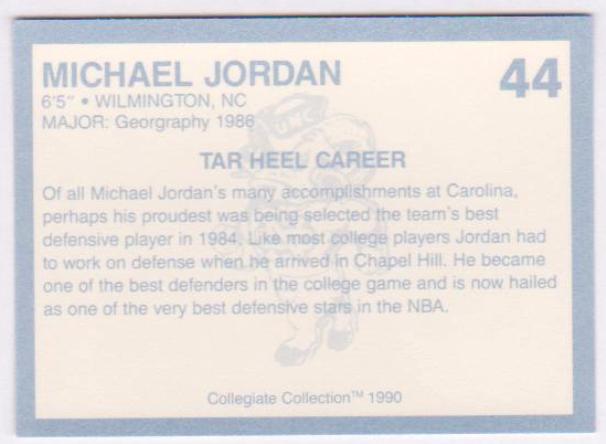 MICHAEL JORDAN 44
6'5" • WILMINGTON, NC
MAJOR: Georgraphy 1986
TAR HEEL CAREER
Of all Michael Jordan's many accomplishments at Carolina,
perhaps his proudest was being selected the team's best
defensive player in 1984. Like most college players Jordan had
to work on defense when he arrived in Chapel Hill. He became
one of the best defenders in the college game and is now hailed
as one of the very best defensive stars in the NBA.
Collegiate Collection™ 1990